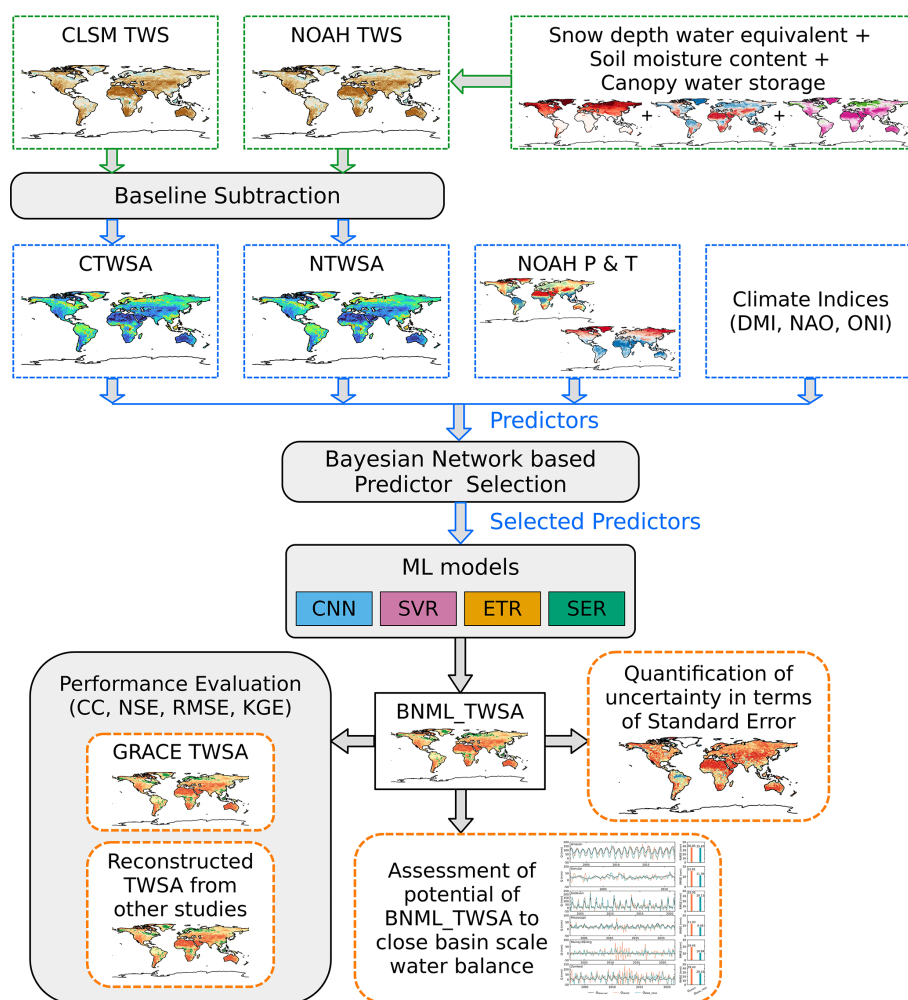 CLSM TWS
NOAH TWS
Snow depth water equivalent +
Soil moisture content +
Canopy water storage
+
+
Baseline Subtraction
CTWSA
NTWSA
NOAH P & T
Climate Indices
(DMI, NAO, ONI)
Predictors
Bayesian Network based
Predictor Selection
Selected Predictors
ML models
CNN
SVR
ETR
SER
Performance Evaluation
(CC, NSE, RMSE, KGE)
GRACE TWSA
Reconstructed
TWSA from
other studies
BNML_TWSA
Quantification of
uncertainty in terms
of Standard Error
Assessment of
potential of
BNML_TWSA to
close basin scale
water balance